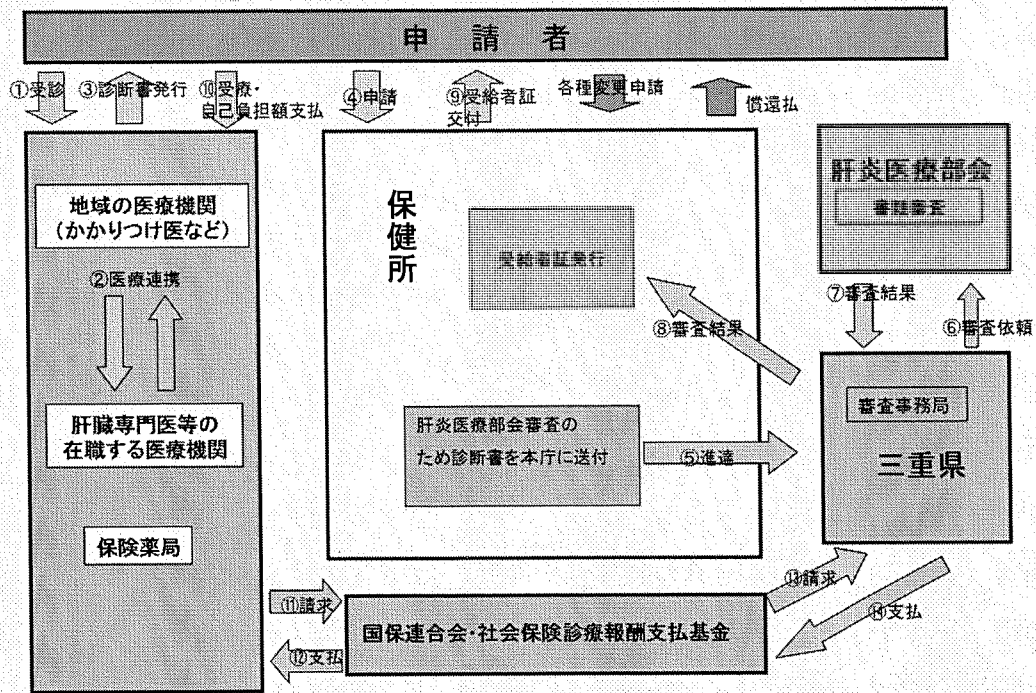 申請者
①受診
③診断書発行
⑩受療・
自己負担額支払
④申請
⑨受給者証
交付
各種変更申請
償還払
地域の医療機関
（かかりつけ医など）
②医療連携
肝臓専門医等の
在職する医療機関
保険薬局
保健所
受給者証発行
肝炎医療部会審査の
ため診断書を本庁に送付
⑤進達
⑧審査結果
肝炎医療部会
⑦審査結果
⑥審査依頼
審査事務局
三重県
⑪請求
⑫支払
国保連合会・社会保険診療報酬支払基金
⑬請求
⑭支払